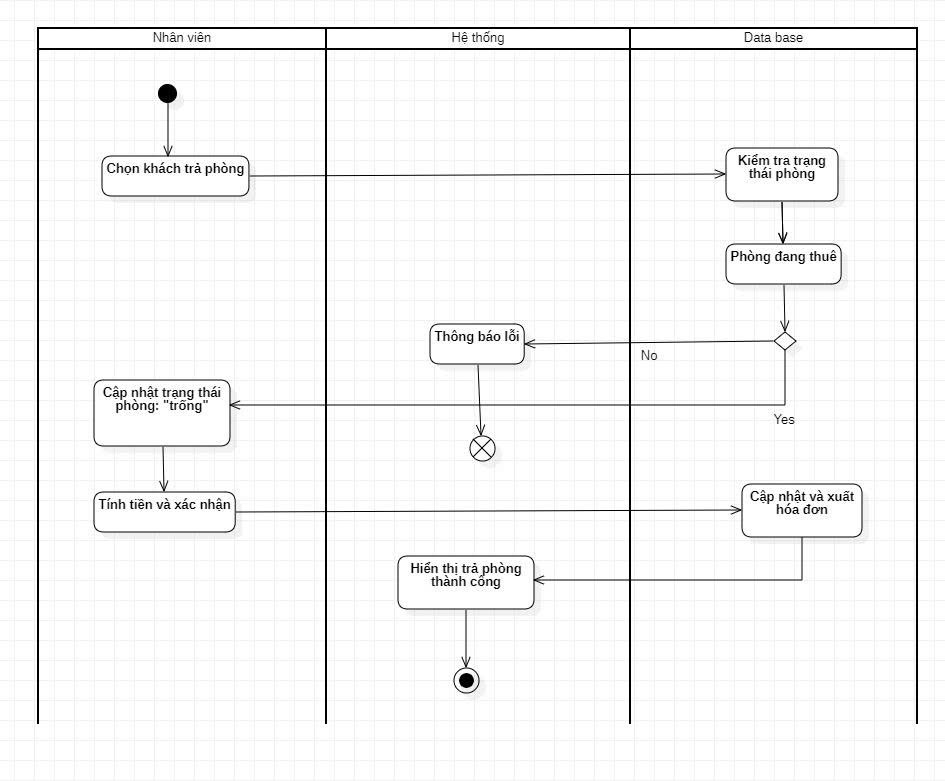 Nhân viên
Hệ thống
Data base
Chọn khách trả phòng
Kiểm tra trạng
thái phòng
Phòng đang thuê
Thông báo lỗi
No
Cập nhật trạng thái
phòng: "trống"
Yes
Tính tiền và xác nhận
Cập nhật và xuất
hóa đơn
Hiển thị trả phòng
thành công